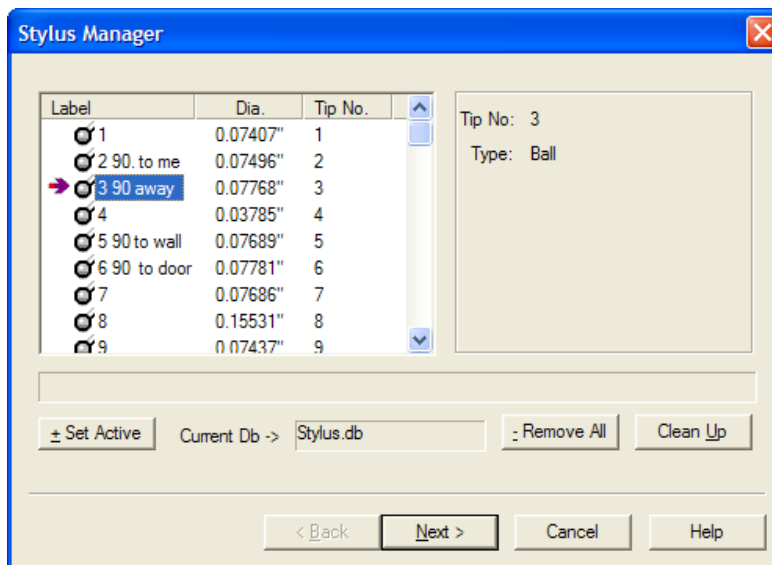 Stylus Manager
Label Dia. Tip No.
1 0.07407" 1
2 90. to me 0.07496" 2
3 90 away 0.07768" 3
4 0.03785" 4
5 90 to wall 0.07689" 5
6 90 to door 0.07781" 6
7 0.07686" 7
8 0.15531" 8
9 0.07437" 9
Tip No: 3
Type: Ball
+ Set Active Current Db -> Stylus.db - Remove All Clean Up
< Back Next > Cancel Help